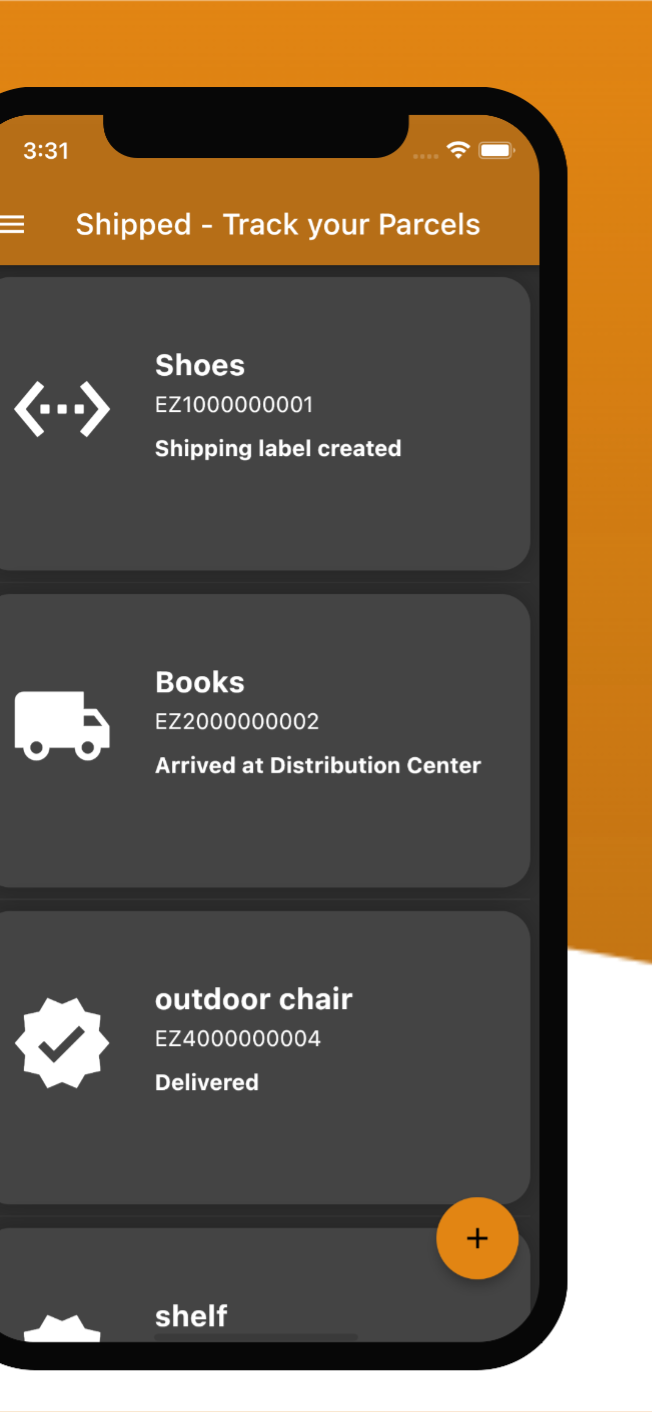 3:31
Shipped - Track your Parcels
Shoes
EZ1000000001
Shipping label created
Books
EZ2000000002
Arrived at Distribution Center
outdoor chair
EZ4000000004
Delivered
+
shelf